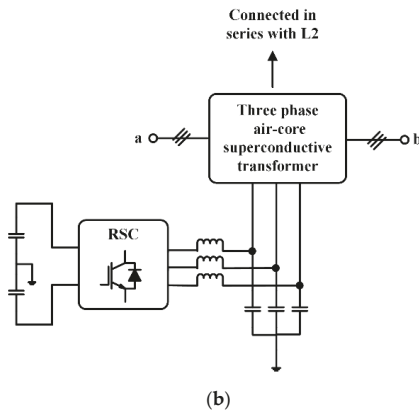 Connected in
series with L2
Three phase
air-core
superconductive
transformer
a
b
RSC
(b)